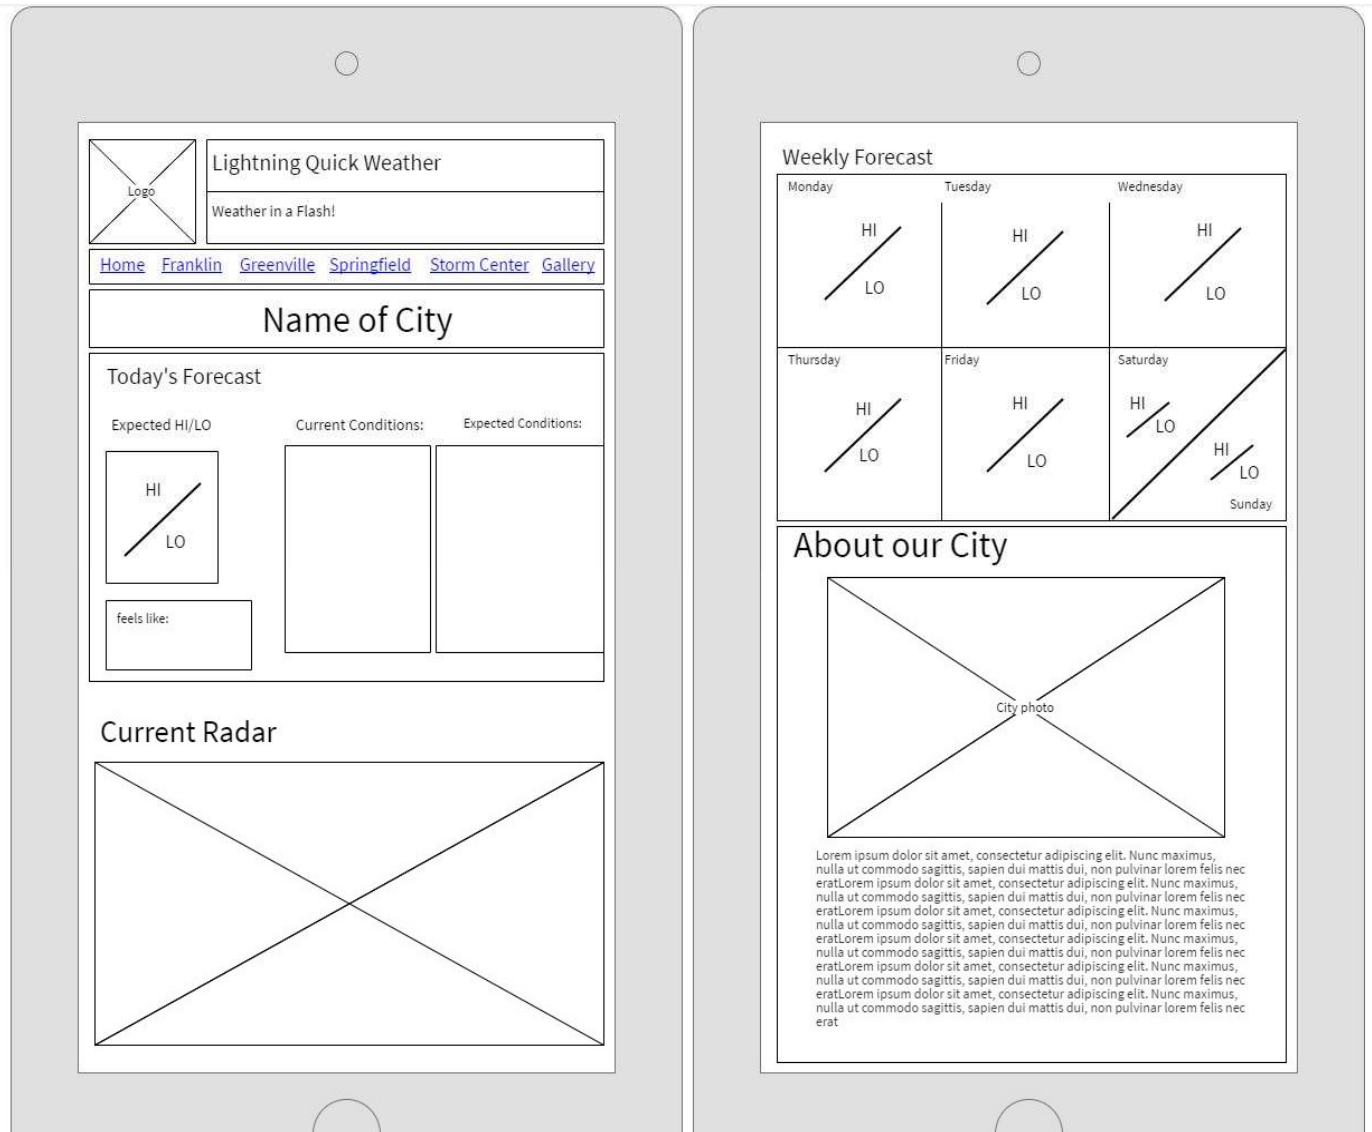 Logo
Lightning Quick Weather
Weather in a Flash!
Home Franklin Greenville Springfield Storm Center Gallery
Name of City
Today's Forecast
Expected HI/LO
HI
LO
feels like:
Current Conditions:
Expected Conditions:
Current Radar
Weekly Forecast
Monday
HI
LO
Tuesday
HI
LO
Wednesday
HI
LO
Thursday
HI
LO
Friday
HI
LO
Saturday
HI
LO
HI
LO
Sunday
About our City
City photo
Lorem ipsum dolor sit amet, consectetur adipiscing elit. Nunc maximus,
nulla ut commodo sagittis, sapien dui mattis dui, non pulvinar lorem felis nec
eratLorem ipsum dolor sit amet, consectetur adipiscing elit. Nunc maximus,
nulla ut commodo sagittis, sapien dui mattis dui, non pulvinar lorem felis nec
eratLorem ipsum dolor sit amet, consectetur adipiscing elit. Nunc maximus,
nulla ut commodo sagittis, sapien dui mattis dui, non pulvinar lorem felis nec
eratLorem ipsum dolor sit amet, consectetur adipiscing elit. Nunc maximus,
nulla ut commodo sagittis, sapien dui mattis dui, non pulvinar lorem felis nec
eratLorem ipsum dolor sit amet, consectetur adipiscing elit. Nunc maximus,
nulla ut commodo sagittis, sapien dui mattis dui, non pulvinar lorem felis nec
eratLorem ipsum dolor sit amet, consectetur adipiscing elit. Nunc maximus,
nulla ut commodo sagittis, sapien dui mattis dui, non pulvinar lorem felis nec
erat